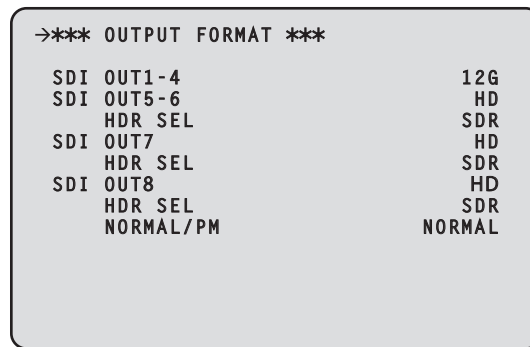 →*** OUTPUT FORMAT ***
SDI OUT1-4 12G
SDI OUT5-6 HD
HDR SEL SDR
SDI OUT7 HD
HDR SEL SDR
SDI OUT8 HD
HDR SEL SDR
NORMAL/PM NORMAL